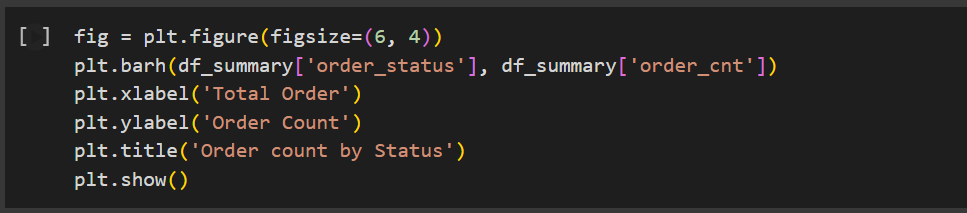 [ ] fig = plt.figure(figsize=(6, 4))
plt.barh(df_summary['order_status'], df_summary['order_cnt'])
plt.xlabel('Total Order')
plt.ylabel('Order Count')
plt.title('Order count by Status')
plt.show()